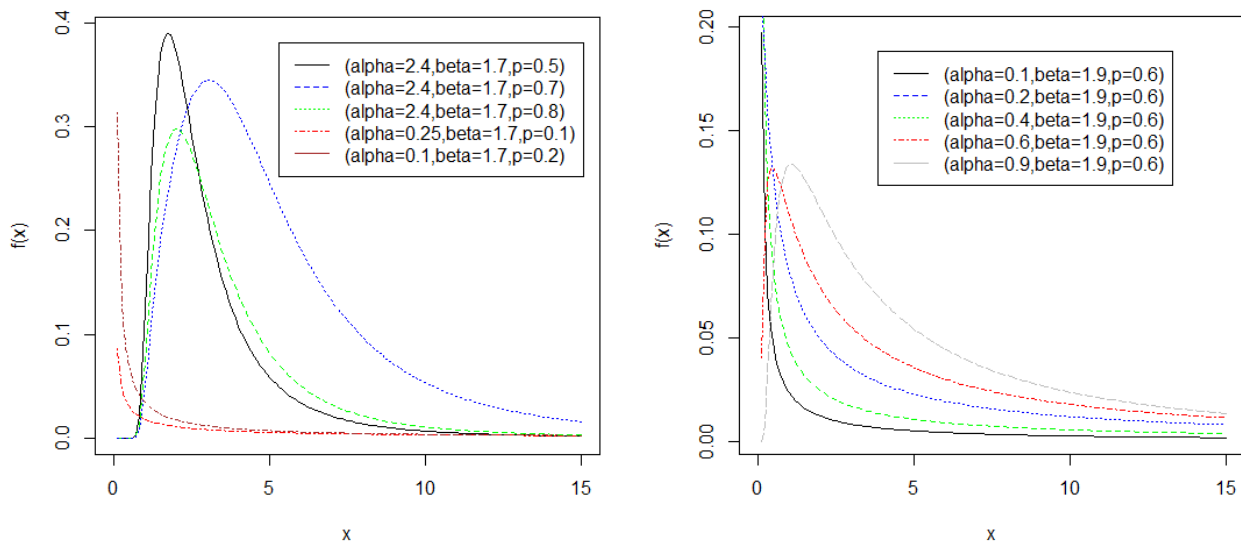 0.4
0.3
0.2
0.1
0.0
f(x)
0
5
10
15
x
(alpha=2.4,beta=1.7,p=0.5)
(alpha=2.4,beta=1.7,p=0.7)
(alpha=2.4,beta=1.7,p=0.8)
(alpha=0.25,beta=1.7,p=0.1)
(alpha=0.1,beta=1.7,p=0.2)
0.20
0.15
0.10
0.05
0.00
f(x)
0
5
10
15
x
(alpha=0.1,beta=1.9,p=0.6)
(alpha=0.2,beta=1.9,p=0.6)
(alpha=0.4,beta=1.9,p=0.6)
(alpha=0.6,beta=1.9,p=0.6)
(alpha=0.9,beta=1.9,p=0.6)